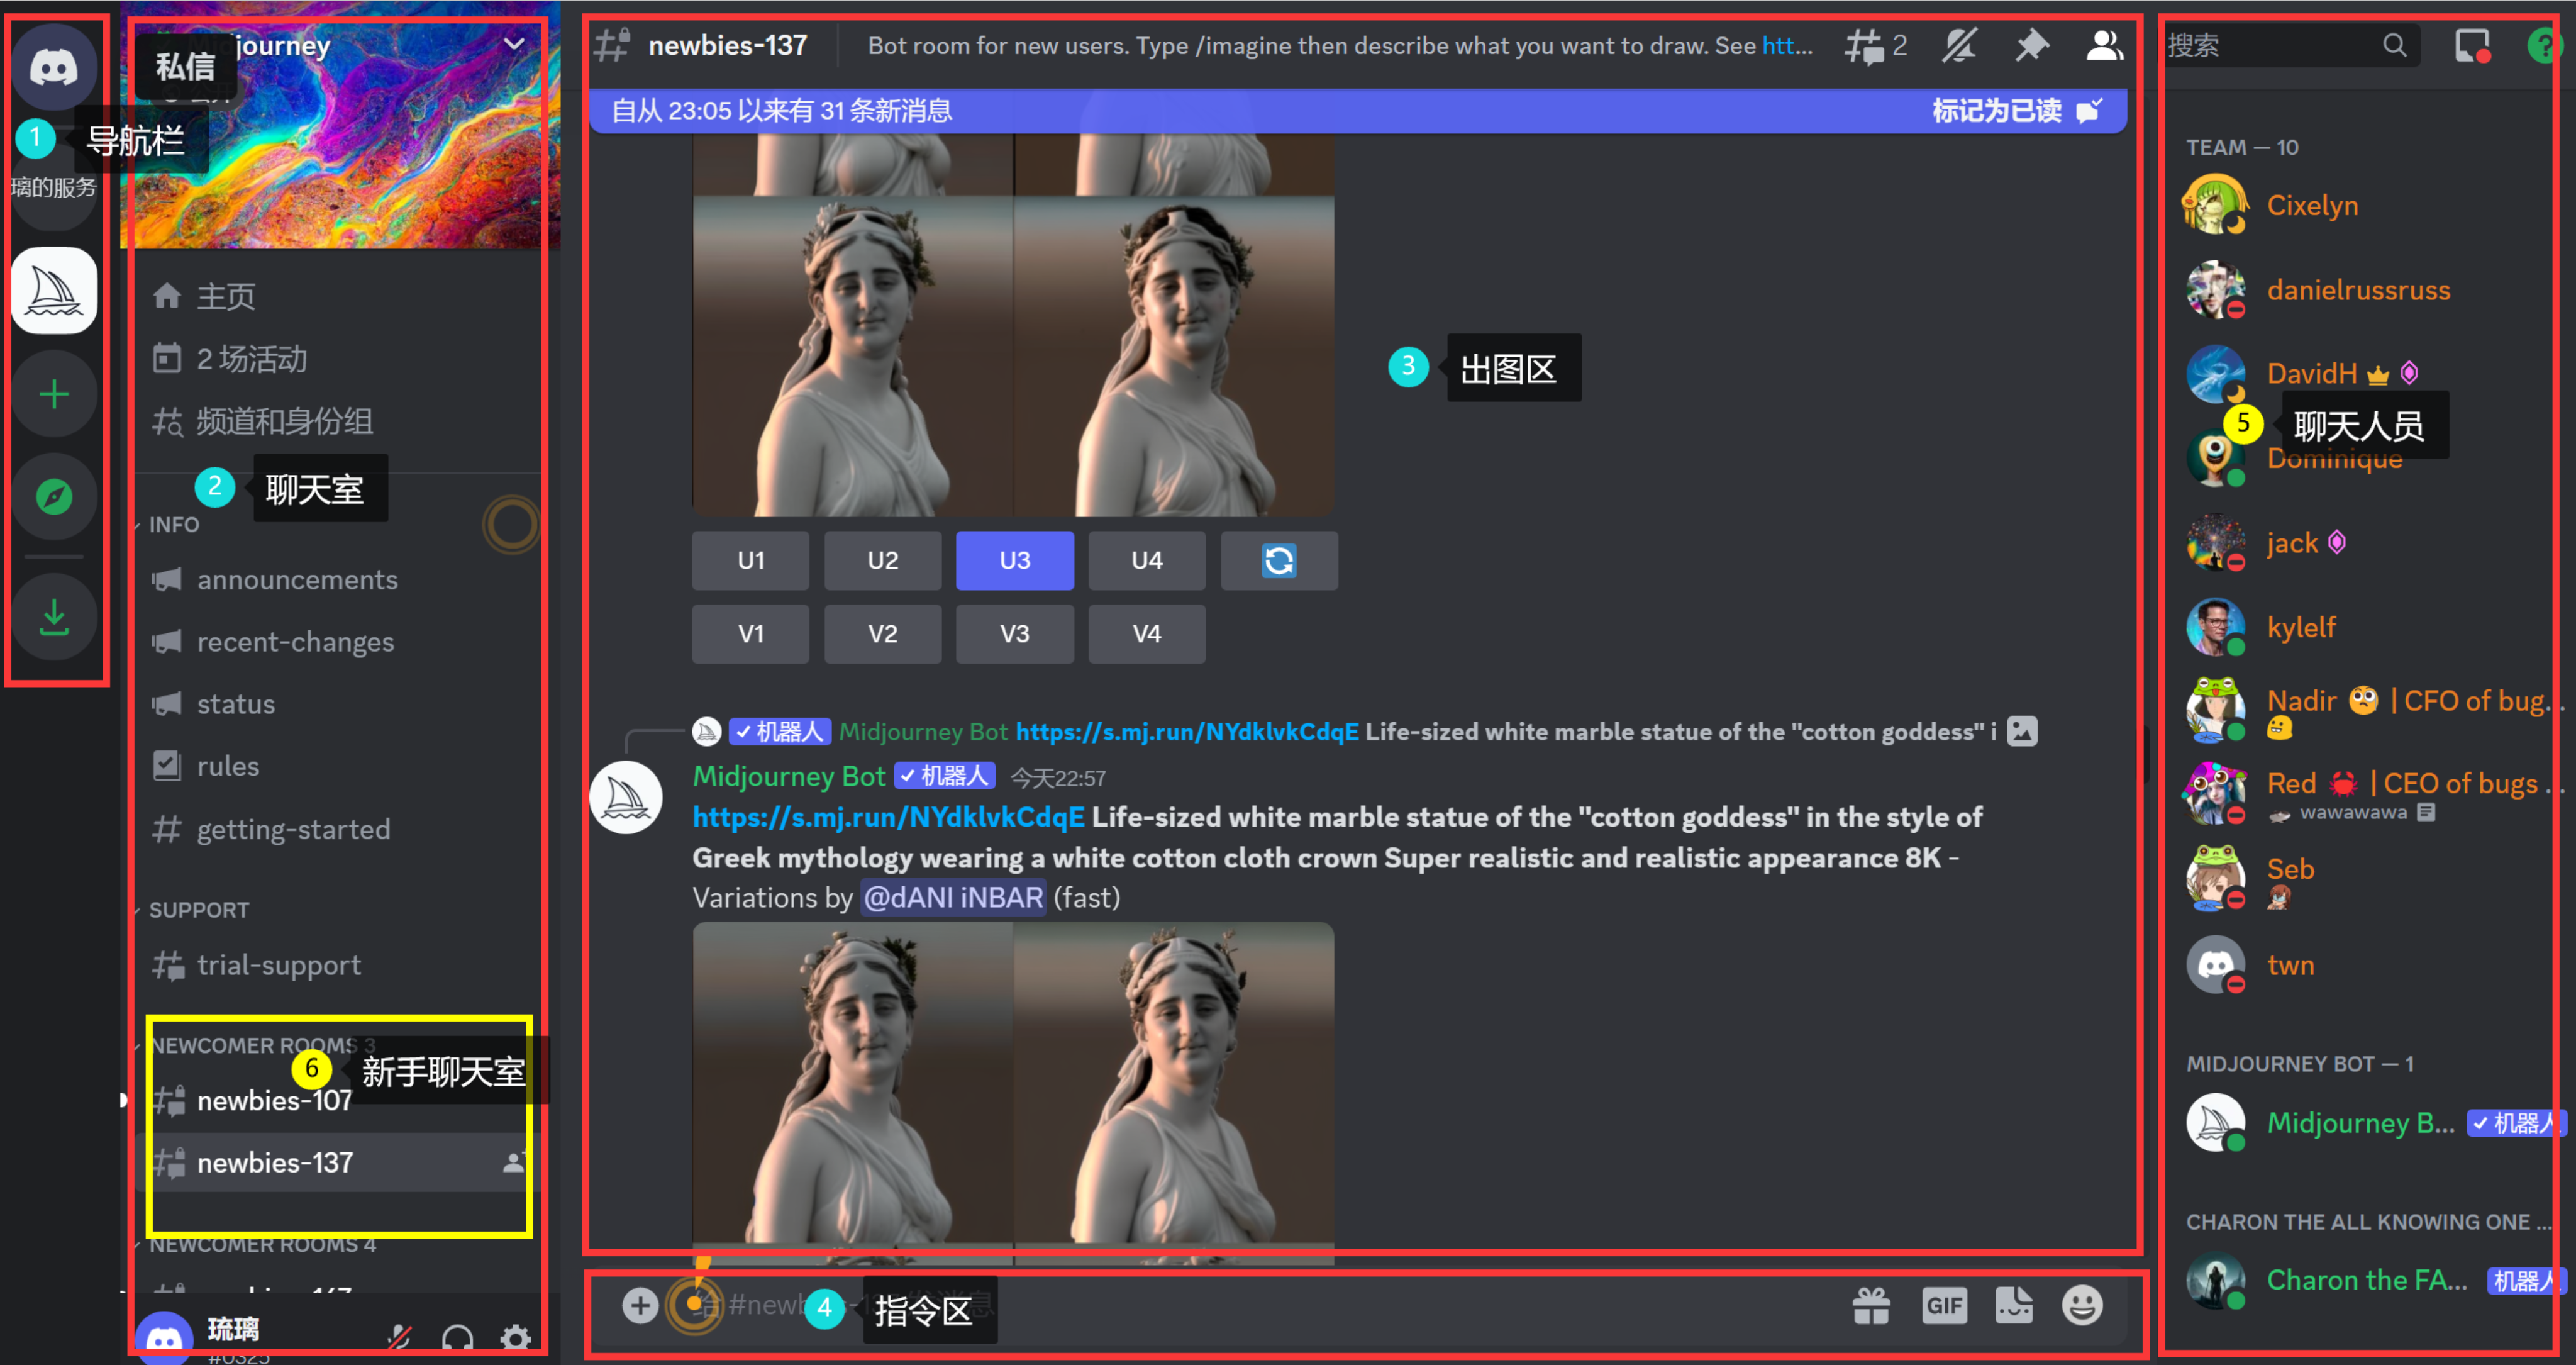 私信
journey
1
导航栏
璃的服务
主页
2 场活动
频道和身份组
2
聊天室
INFO
announcements
recent-changes
status
rules
getting-started
SUPPORT
trial-support
NEWCOMER ROOMS 3
6
新手聊天室
newbies-107
newbies-137
NEWCOMER ROOMS 4
琉璃
#0325
newbies-137
Bot room for new users. Type /imagine then describe what you want to draw. See htt...
2
自从 23:05 以来有 31 条新消息
标记为已读
3
出图区
U1 U2 U3 U4
V1 V2 V3 V4
✓ 机器人 Midjourney Bot https://s.mj.run/NYdklvkCdqE Life-sized white marble statue of the "cotton goddess" i
Midjourney Bot ✓ 机器人 今天22:57
https://s.mj.run/NYdklvkCdqE Life-sized white marble statue of the "cotton goddess" in the style of
Greek mythology wearing a white cotton cloth crown Super realistic and realistic appearance 8K -
Variations by @dANI iNBAR (fast)
4
指令区
GIF
搜索
?
TEAM — 10
Cixelyn
danielrussruss
DavidH
5
聊天人员
Dominique
jack
kylelf
Nadir | CFO of bug...
Red | CEO of bugs ...
wawawawa
Seb
twn
MIDJOURNEY BOT — 1
Midjourney B... ✓ 机器人
CHARON THE ALL KNOWING ONE ...
Charon the FA... 机器人